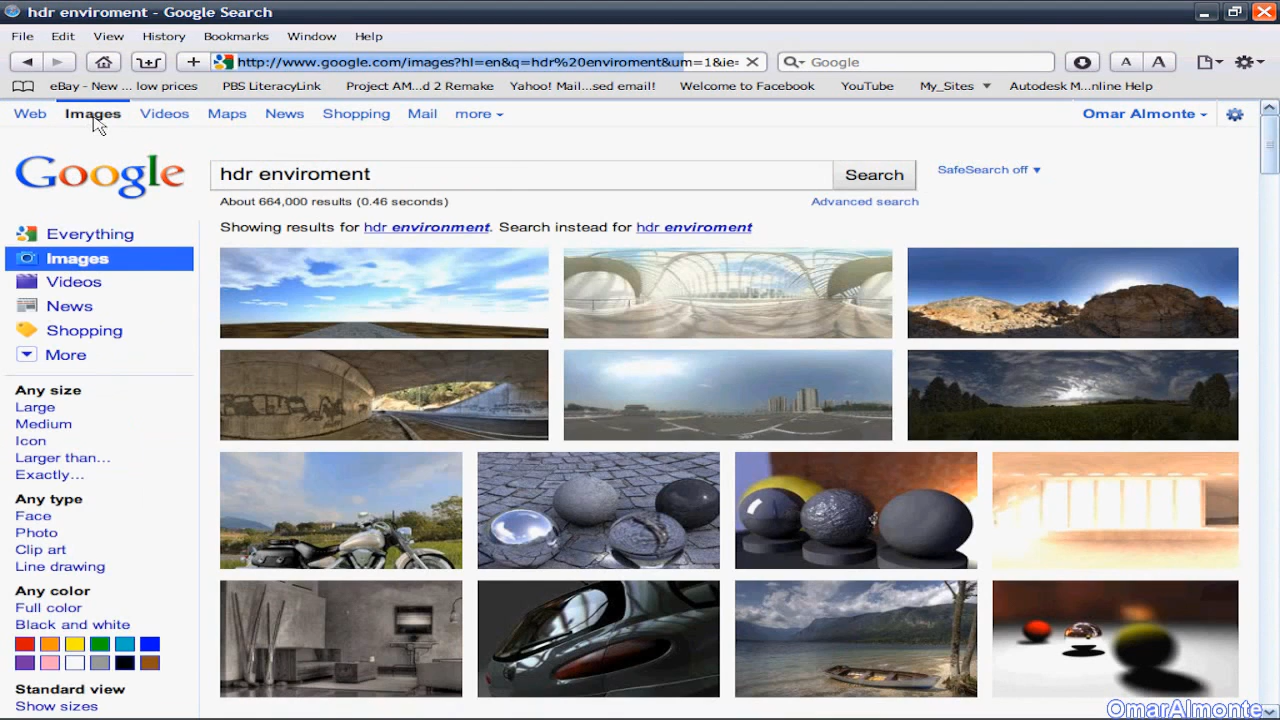 hdr enviroment - Google Search
File Edit View History Bookmarks Window Help
http://www.google.com/images?hl=en&q=hdr%20enviroment&um=1&ie= Google A A
eBay - New ... low prices PBS LiteracyLink Project AM...d 2 Remake Yahoo! Mail...sed email! Welcome to Facebook YouTube My_Sites Autodesk M...nline Help
Web Images Videos Maps News Shopping Mail more Omar Almonte
Google
hdr enviroment Search SafeSearch off
About 664,000 results (0.46 seconds) Advanced search
Showing results for hdr environment. Search instead for hdr enviroment
Everything
Images
Videos
News
Shopping
More
Any size
Large
Medium
Icon
Larger than...
Exactly...
Any type
Face
Photo
Clip art
Line drawing
Any color
Full color
Black and white
Standard view
Show sizes
OmarAlmonte